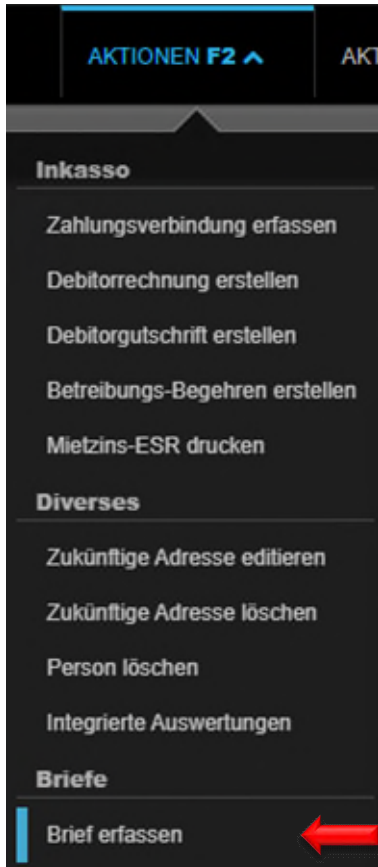 AKTIONEN F2
AKT
Inkasso
Zahlungsverbindung erfassen
Debitorrechnung erstellen
Debitorgutschrift erstellen
Betreibungs-Begehren erstellen
Mietzins-ESR drucken
Diverses
Zukünftige Adresse editieren
Zukünftige Adresse löschen
Person löschen
Integrierte Auswertungen
Briefe
Brief erfassen